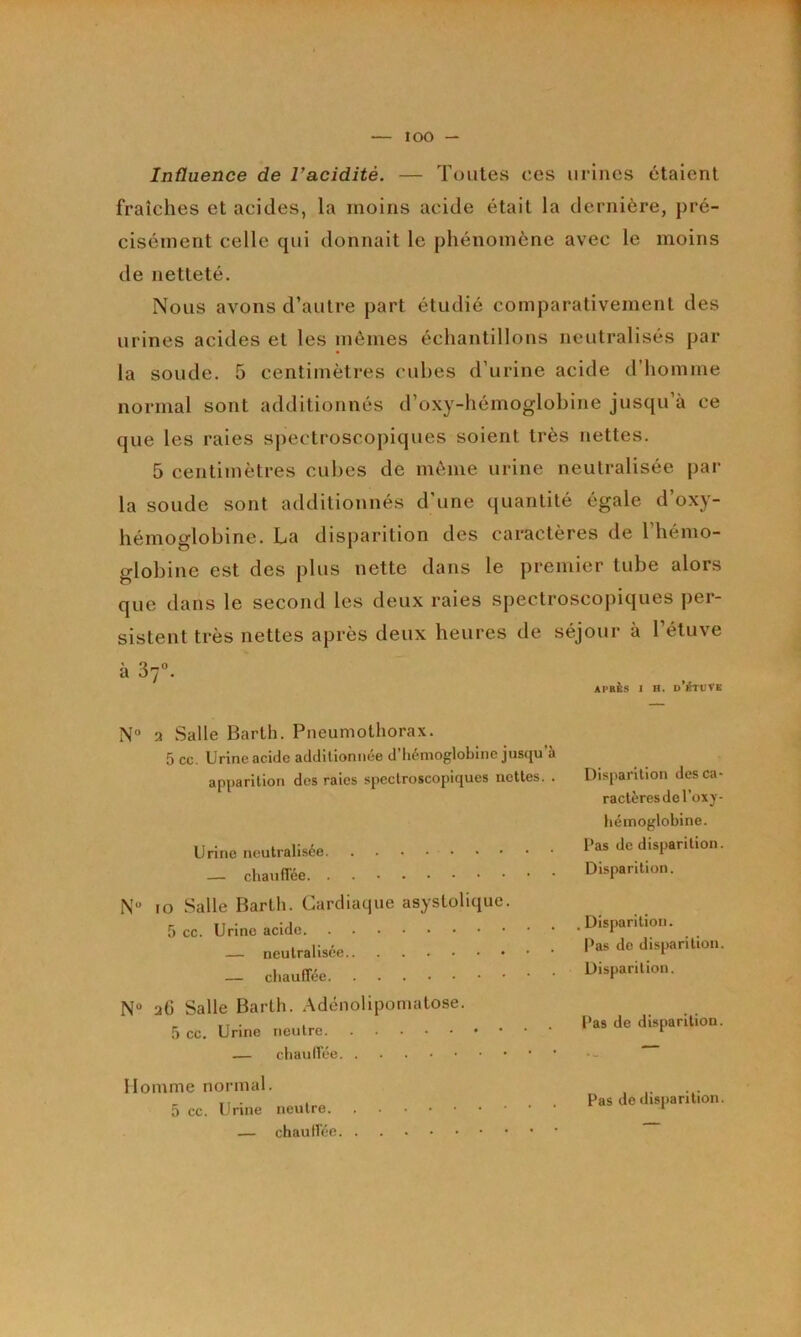 — 100 —
Influence de l’acidité. — Toutes ces urines étaient
fraîches et acides, la moins acide était la dernière, pré-
cisément celle qui donnait le phénomène avec le moins
de netteté.
Nous avons d’autre part étudié comparativement des
urines acides et les mêmes échantillons neutralisés par
la soude. 5 centimètres cubes d’urine acide d’homme
normal sont additionnés d’oxy-hémoglobine jusqu’à ce
que les raies spectroscopiques soient très nettes.
5 centimètres cubes de même urine neutralisée par
la soude sont additionnés d’une quantité égale d’oxy-
hémoglobine. La disparition des caractères de l’hémo-
globine est des plus nette dans le premier tube alors
que dans le second les deux raies spectroscopiques per-
sistent très nettes après deux heures de séjour à l’étuve
à 37°.
APRÈS 1 H. D’ÉTUVE
N° 2 Salle Barth. Pneumothorax.
5 cc. Urine acide additionnée d’hémoglobine jusqu’à
apparition des raies spectroscopiques nettes. . Disparition des ca-
ractères de l’oxy-
hémoglobine.
Urine neutralisée. . . . . . . . . . Pas de disparition.
— chauffée. . . . . . . . . . . Disparition.
N° 10 Salle Barth. Cardiaque asystolique.
5 cc. Urine acide. . . . . . . . . . . Disparition.
— neutralisée. . . . . . . . . . Pas de disparition.
— chauffée. . . . . . . . . . Disparition.
N° 26 Salle Barth. Adénolipomatose.
5 cc. Urine neutre. . . . . . . . . . Pas de disparition.
— chauffée. . . . . . . . . . —
Homme normal.
5 cc. Urine neutre. . . . . . . . . . Pas de disparition.
— chauffée. . . . . . . . . . —